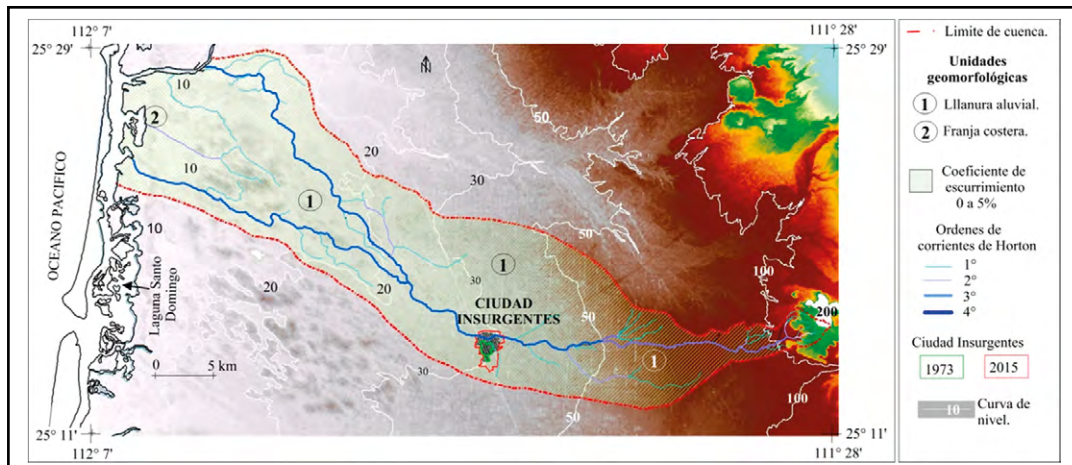 112° 7'
111° 28'
25° 29'
25° 29'
N
10
2
50
20
10
30
1
10
50
1
20
20
30
100
CIUDAD
INSURGENTES
50
200
1
30
50
100
OCEANO PACIFICO
Laguna Santo
Domingo
0 5 km
25° 11'
25° 11'
112° 7'
111° 28'
Limite de cuenca.
Unidades
geomorfológicas
1 Lllanura aluvial.
2 Franja costera.
Coeficiente de
escurrimiento
0 a 5%
Ordenes de
corrientes de Horton
1°
2°
3°
4°
Ciudad Insurgentes
1973 2015
10 Curva de
nivel.